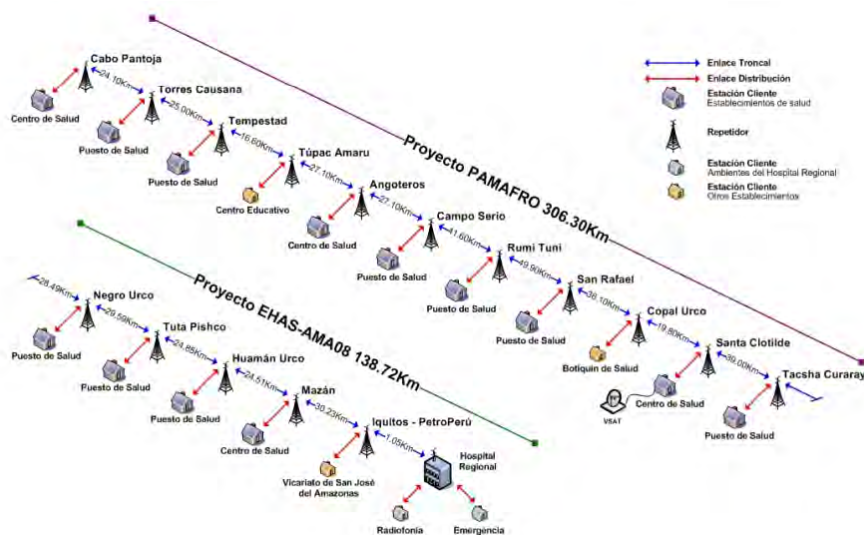 Cabo Pantoja
24.10Km
Centro de Salud
Torres Causana
25.00Km
Puesto de Salud
Tempestad
16.60Km
Puesto de Salud
Túpac Amaru
27.10Km
Centro Educativo
Angoteros
27.10Km
Centro de Salud
Campo Serio
41.60Km
Puesto de Salud
Rumi Tuni
49.90Km
Puesto de Salud
San Rafael
36.10Km
Puesto de Salud
Copal Urco
19.80Km
Botiquín de Salud
Santa Clotilde
39.00Km
VSAT
Centro de Salud
Tacsha Curaray
Puesto de Salud
Proyecto PAMAFRO 306.30Km
Enlace Troncal
Enlace Distribución
Estación Cliente
Establecimientos de salud
Repetidor
Estación Cliente
Ambientes del Hospital Regional
Estación Cliente
Otros Establecimientos
Proyecto EHAS-AMA08 138.72Km
28.49Km
Negro Urco
29.59Km
Puesto de Salud
Tuta Pishco
24.85Km
Puesto de Salud
Huamán Urco
24.51Km
Puesto de Salud
Mazán
30.23Km
Centro de Salud
Iquitos - PetroPerú
1.05Km
Vicariato de San José
del Amazonas
Hospital
Regional
Radiofonía
Emergencia